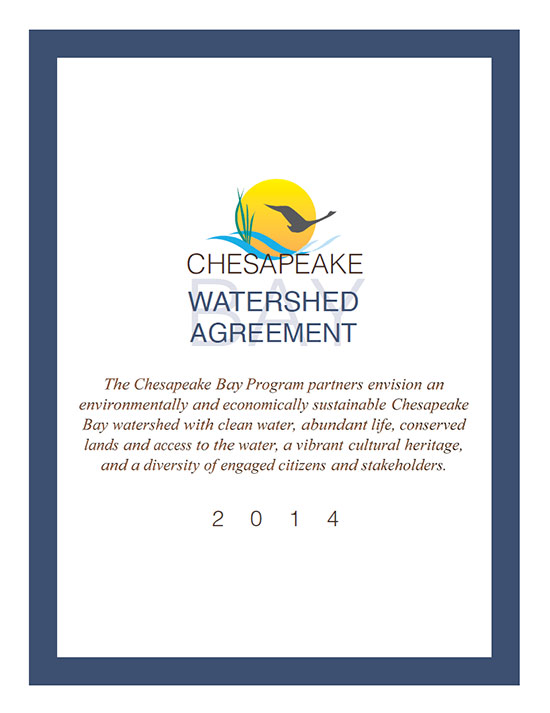 CHESAPEAKE
BAY
WATERSHED
AGREEMENT
The Chesapeake Bay Program partners envision an
environmentally and economically sustainable Chesapeake
Bay watershed with clean water, abundant life, conserved
lands and access to the water, a vibrant cultural heritage,
and a diversity of engaged citizens and stakeholders.
2 0 1 4